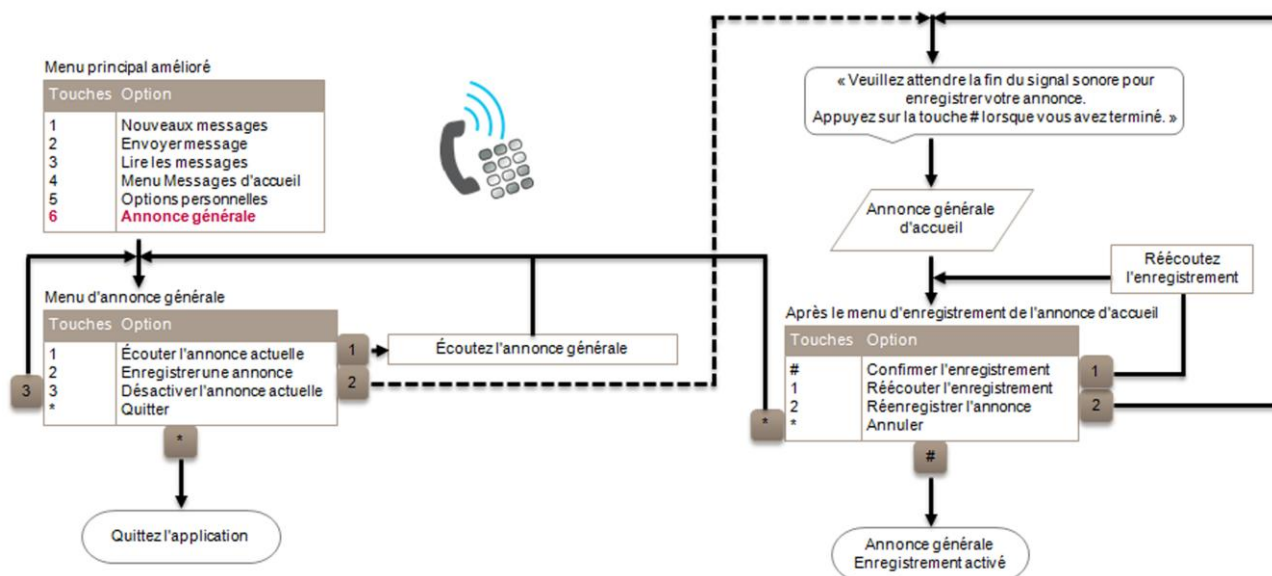 Menu principal amélioré
Touches Option
1 Nouveaux messages
2 Envoyer message
3 Lire les messages
4 Menu Messages d'accueil
5 Options personnelles
6 Annonce générale
Menu d'annonce générale
Touches Option
1 Écouter l'annonce actuelle
2 Enregistrer une annonce
3 Désactiver l'annonce actuelle
* Quitter
3
1
2
*
Écoutez l'annonce générale
Quittez l'application
« Veuillez attendre la fin du signal sonore pour
enregistrer votre annonce.
Appuyez sur la touche # lorsque vous avez terminé. »
Annonce générale
d'accueil
Réécoutez
l'enregistrement
Après le menu d'enregistrement de l'annonce d'accueil
Touches Option
# Confirmer l'enregistrement
1 Réécouter l'enregistrement
2 Réenregistrer l'annonce
* Annuler
1
2
*
#
Annonce générale
Enregistrement activé